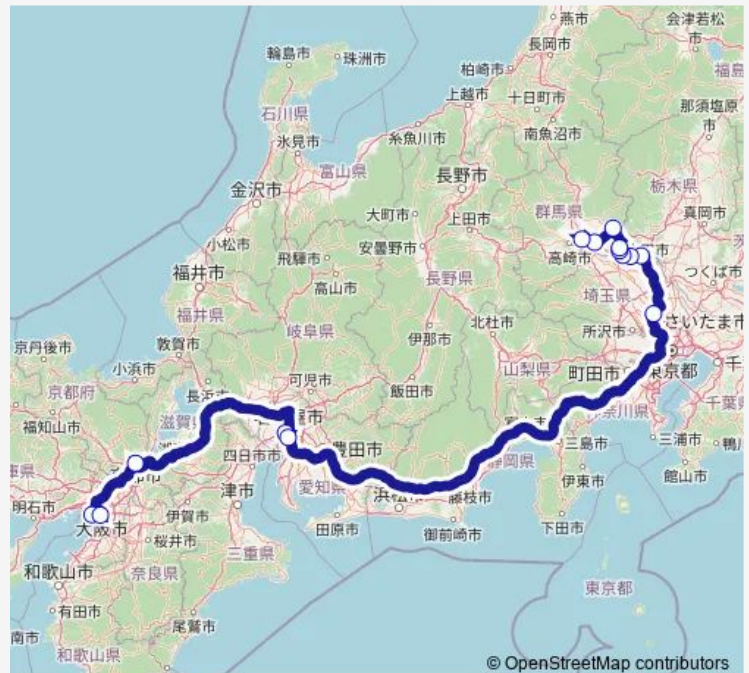 燕市
会津若松
市
長岡市
輪島市
珠洲市
福島
柏崎市
上越市
十日町市
那須塩原
市
石川県
南魚沼市
氷見市
糸魚川市
富山県
長野市
栃木県
金沢市
群馬県
真岡市
大町市
上田市
小松市
安曇野市
高崎市
飛騨市
つくば市
福井市
高山市
長野県
埼玉県
福井県
さいたま市
北杜市
所沢市
岐阜県
伊那市
京丹後市
敦賀市
山梨県
町田市
東京都
小浜市
可児市
飯田市
千葉県
京都府
長浜市
滋賀県
福知山市
三浦市
四日市市
豊田市
三島市
静岡県
館山市
伊東市
明石市
津市
愛知県
浜松市
藤枝市
大阪市
伊賀市
田原市
御前崎市
下田市
桜井市
三重県
和歌山市
奈良県
東京都
有田市
尾鷲市
南市
和歌山県
© OpenStreetMap contributors